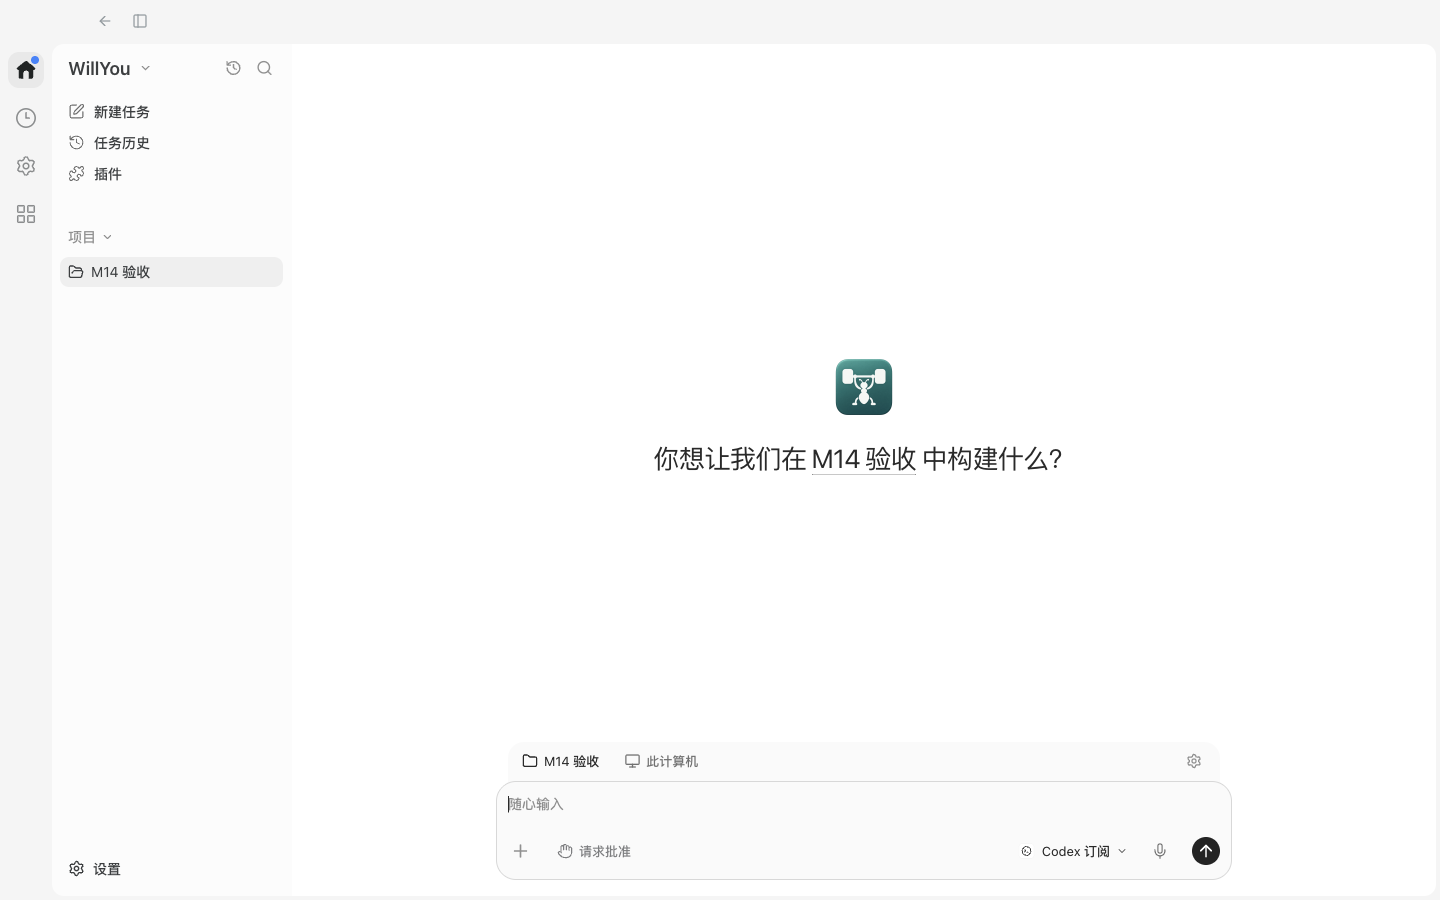 WillYou
新建任务
任务历史
插件
项目
M14 验收
你想让我们在 M14 验收 中构建什么?
M14 验收 此计算机
随心输入
请求批准 Codex 订阅
设置